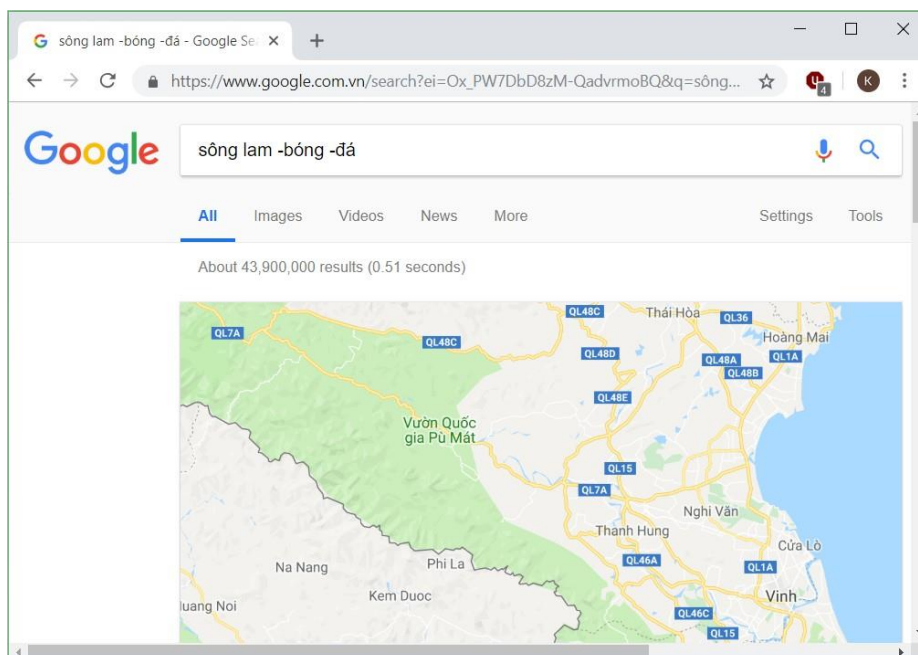 sông lam -bóng -đá - Google Se
https://www.google.com.vn/search?ei=Ox_PW7DbD8zM-QadvrmoBQ&q=sông...
4
K
Google
sông lam -bóng -đá
All Images Videos News More Settings Tools
About 43,900,000 results (0.51 seconds)
QL48C Thái Hòa QL36
QL7A QL48C Hoàng Mai
QL48D QL48A QL1A
QL48B
QL48E
Vườn Quốc
gia Pù Mát
QL15
QL7A
Nghi Văn
Thanh Hung
Cửa Lò
Na Nang Phi La QL46A QL1A
Kem Duoc Vinh
Huang Noi QL46C
QL15